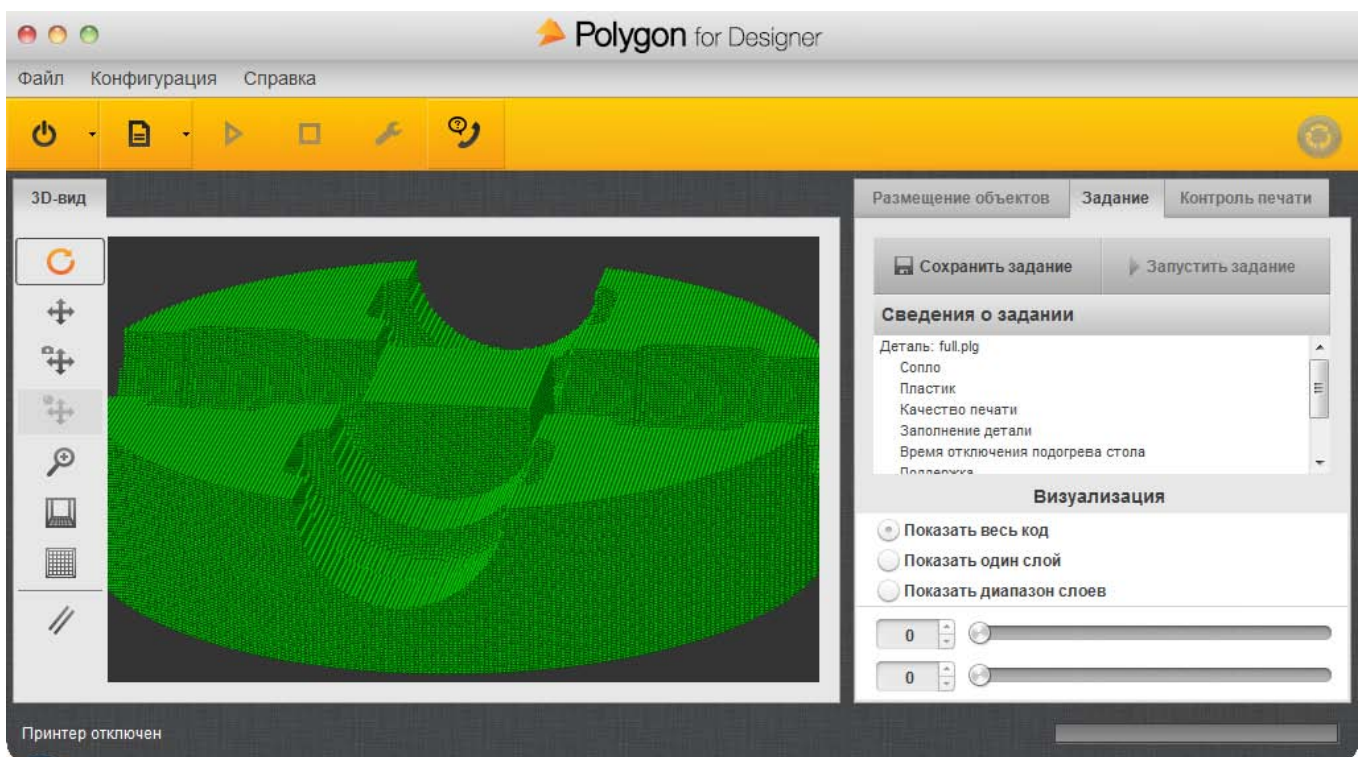 Polygon for Designer
Файл Конфигурация Справка
3D-вид
Размещение объектов Задание Контроль печати
Сохранить задание Запустить задание
Сведения о задании
Деталь: full.plg
Сопло
Пластик
Качество печати
Заполнение детали
Время отключения подогрева стола
Поддержка
Визуализация
Показать весь код
Показать один слой
Показать диапазон слоев
0
0
Принтер отключен